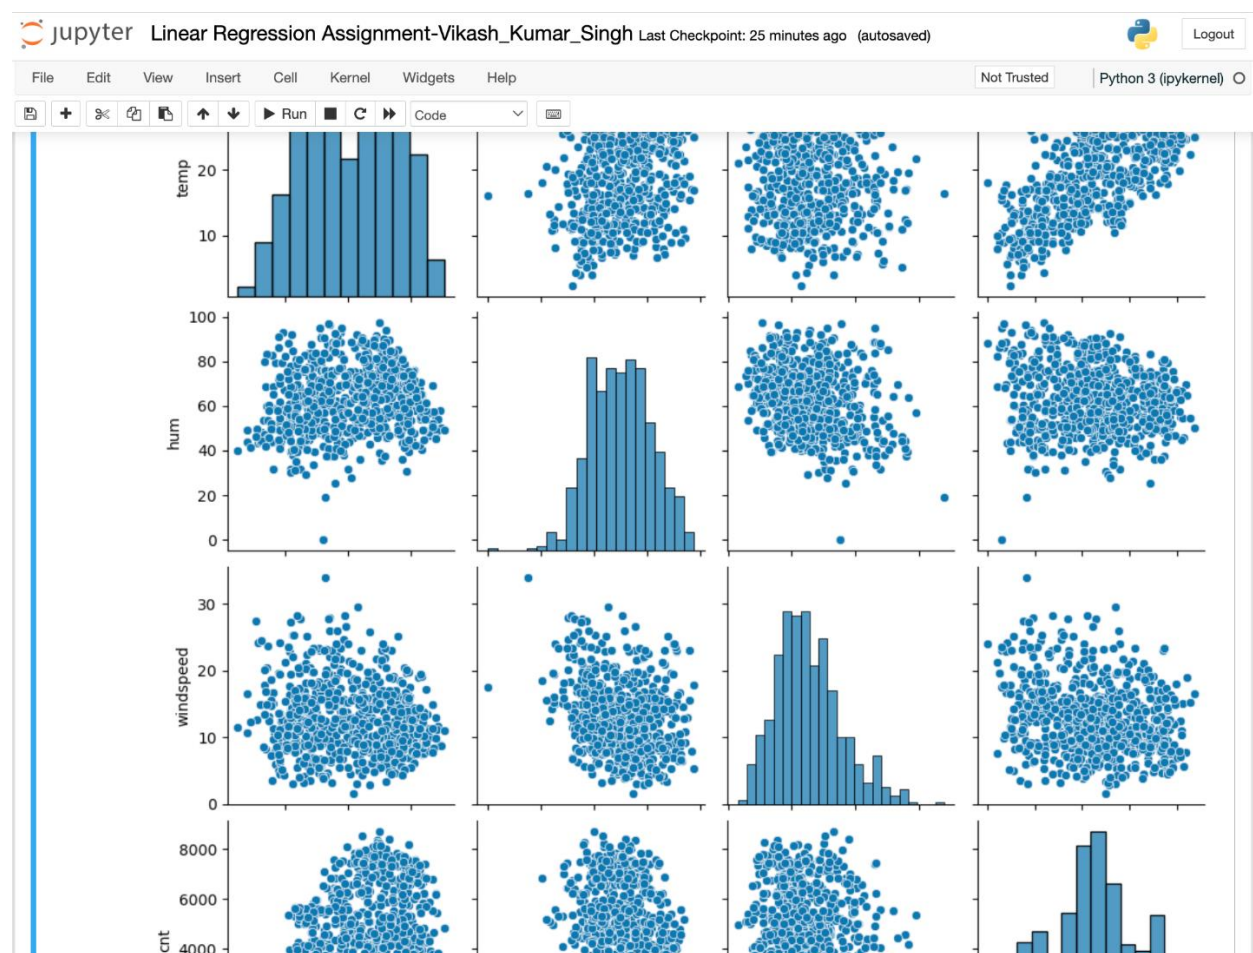 jupyter Linear Regression Assignment-Vikash_Kumar_Singh Last Checkpoint: 25 minutes ago (autosaved) Logout
File Edit View Insert Cell Kernel Widgets Help Not Trusted Python 3 (ipykernel)
Run Code
temp
20
10
hum
100
80
60
40
20
0
windspeed
30
20
10
0
cnt
8000
6000
4000